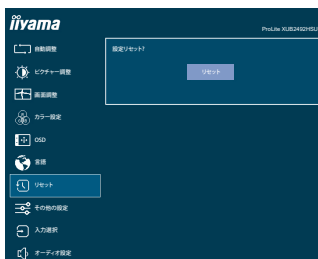 iiyama
ProLite XUB2492HSU
自動調整
設定リセット?
ピクチャー調整
リセット
画面調整
カラー設定
OSD
言語
リセット
その他の設定
入力選択
オーディオ設定